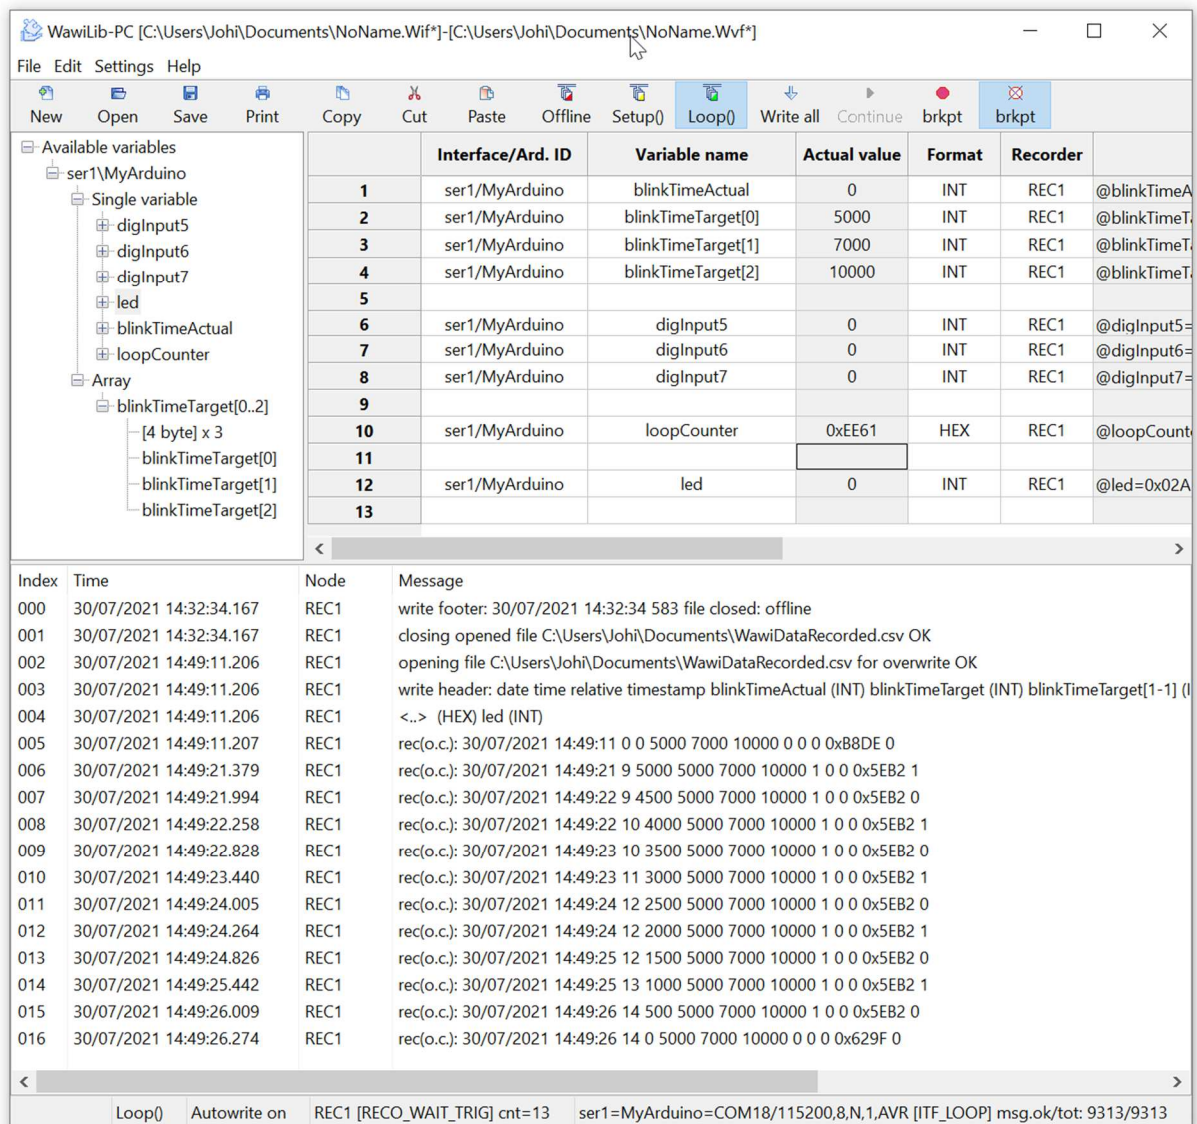 WawiLib-PC [C:\Users\Johi\Documents\NoName.Wif*]-[C:\Users\Johi\Documents\NoName.Wvf*]
File Edit Settings Help
New Open Save Print Copy Cut Paste Offline Setup() Loop() Write all Continue brkpt brkpt
Available variables
ser1\MyArduino
Single variable
digInput5
digInput6
digInput7
led
blinkTimeActual
loopCounter
Array
blinkTimeTarget[0..2]
[4 byte] x 3
blinkTimeTarget[0]
blinkTimeTarget[1]
blinkTimeTarget[2]
Interface/Ard. ID Variable name Actual value Format Recorder
1 ser1/MyArduino blinkTimeActual 0 INT REC1 @blinkTimeA
2 ser1/MyArduino blinkTimeTarget[0] 5000 INT REC1 @blinkTimeT
3 ser1/MyArduino blinkTimeTarget[1] 7000 INT REC1 @blinkTimeT
4 ser1/MyArduino blinkTimeTarget[2] 10000 INT REC1 @blinkTimeT
5
6 ser1/MyArduino digInput5 0 INT REC1 @digInput5=
7 ser1/MyArduino digInput6 0 INT REC1 @digInput6=
8 ser1/MyArduino digInput7 0 INT REC1 @digInput7=
9
10 ser1/MyArduino loopCounter 0xEE61 HEX REC1 @loopCount
11
12 ser1/MyArduino led 0 INT REC1 @led=0x02A
13
Index Time Node Message
000 30/07/2021 14:32:34.167 REC1 write footer: 30/07/2021 14:32:34 583 file closed: offline
001 30/07/2021 14:32:34.167 REC1 closing opened file C:\Users\Johi\Documents\WawiDataRecorded.csv OK
002 30/07/2021 14:49:11.206 REC1 opening file C:\Users\Johi\Documents\WawiDataRecorded.csv for overwrite OK
003 30/07/2021 14:49:11.206 REC1 write header: date time relative timestamp blinkTimeActual (INT) blinkTimeTarget (INT) blinkTimeTarget[1-1] (I
004 30/07/2021 14:49:11.206 REC1 <..> (HEX) led (INT)
005 30/07/2021 14:49:11.207 REC1 rec(o.c.): 30/07/2021 14:49:11 0 0 5000 7000 10000 0 0 0 0xB8DE 0
006 30/07/2021 14:49:21.379 REC1 rec(o.c.): 30/07/2021 14:49:21 9 5000 5000 7000 10000 1 0 0 0x5EB2 1
007 30/07/2021 14:49:21.994 REC1 rec(o.c.): 30/07/2021 14:49:22 9 4500 5000 7000 10000 1 0 0 0x5EB2 0
008 30/07/2021 14:49:22.258 REC1 rec(o.c.): 30/07/2021 14:49:22 10 4000 5000 7000 10000 1 0 0 0x5EB2 1
009 30/07/2021 14:49:22.828 REC1 rec(o.c.): 30/07/2021 14:49:23 10 3500 5000 7000 10000 1 0 0 0x5EB2 0
010 30/07/2021 14:49:23.440 REC1 rec(o.c.): 30/07/2021 14:49:23 11 3000 5000 7000 10000 1 0 0 0x5EB2 1
011 30/07/2021 14:49:24.005 REC1 rec(o.c.): 30/07/2021 14:49:24 12 2500 5000 7000 10000 1 0 0 0x5EB2 0
012 30/07/2021 14:49:24.264 REC1 rec(o.c.): 30/07/2021 14:49:24 12 2000 5000 7000 10000 1 0 0 0x5EB2 1
013 30/07/2021 14:49:24.826 REC1 rec(o.c.): 30/07/2021 14:49:25 12 1500 5000 7000 10000 1 0 0 0x5EB2 0
014 30/07/2021 14:49:25.442 REC1 rec(o.c.): 30/07/2021 14:49:25 13 1000 5000 7000 10000 1 0 0 0x5EB2 1
015 30/07/2021 14:49:26.009 REC1 rec(o.c.): 30/07/2021 14:49:26 14 500 5000 7000 10000 1 0 0 0x5EB2 0
016 30/07/2021 14:49:26.274 REC1 rec(o.c.): 30/07/2021 14:49:26 14 0 5000 7000 10000 0 0 0 0x629F 0
Loop() Autowrite on REC1 [RECO_WAIT_TRIG] cnt=13 ser1=MyArduino=COM18/115200,8,N,1,AVR [ITF_LOOP] msg.ok/tot: 9313/9313